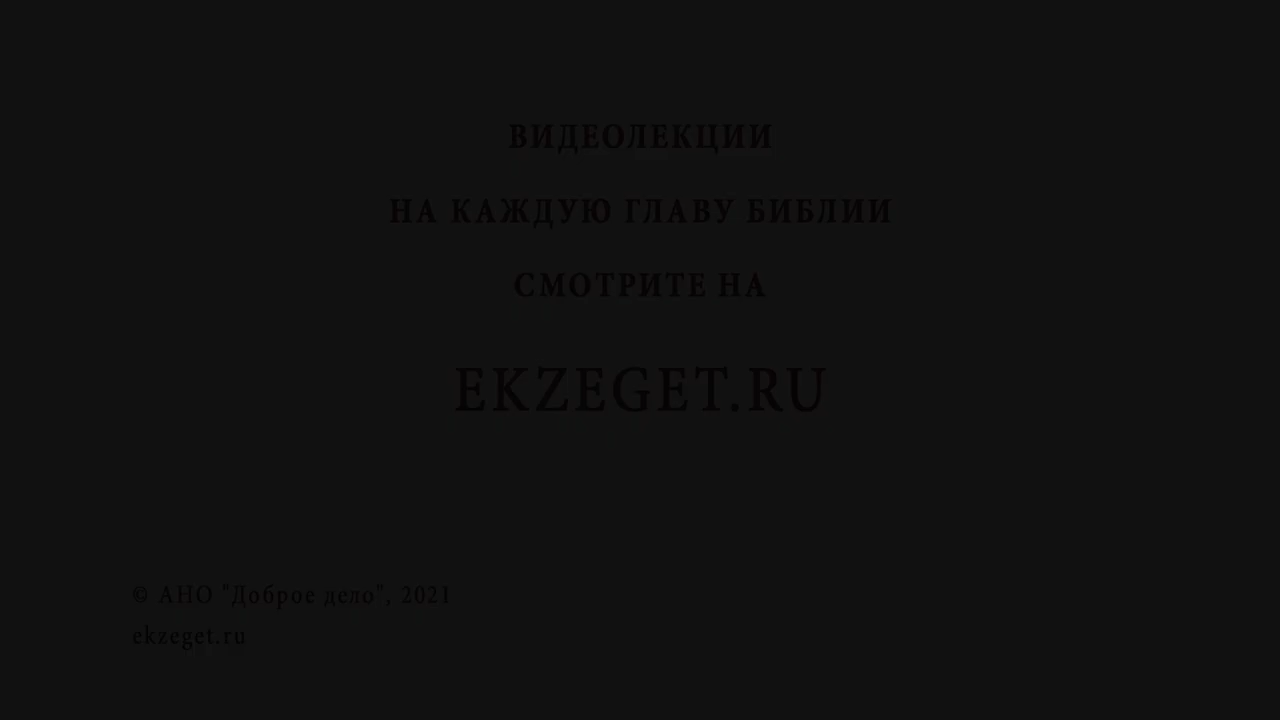 ВИДЕОЛЕКЦИИ
НА КАЖДУЮ ГЛАВУ БИБЛИИ
СМОТРИТЕ НА
EKZEGET.RU
© АНО "Доброе дело", 2021
ekzeget.ru